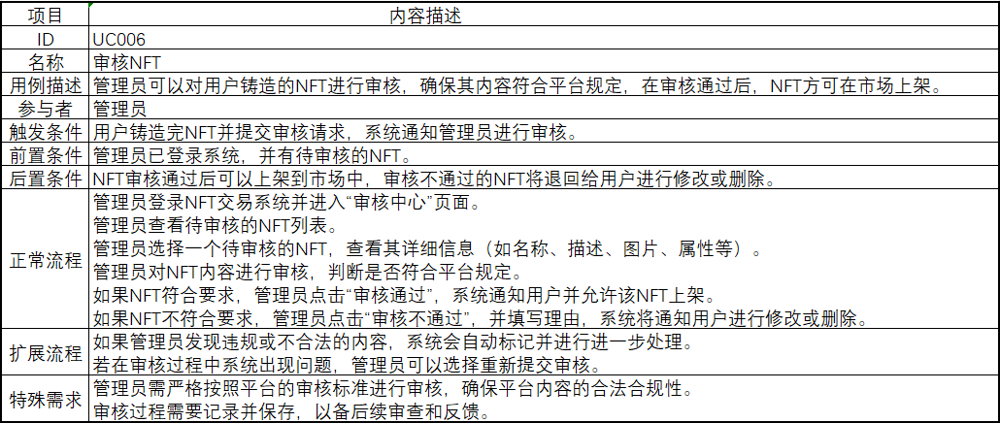 项目 内容描述
ID UC006
名称 审核NFT
用例描述 管理员可以对用户铸造的NFT进行审核，确保其内容符合平台规定，在审核通过后，NFT方可在市场上架。
参与者 管理员
触发条件 用户铸造完NFT并提交审核请求，系统通知管理员进行审核。
前置条件 管理员已登录系统，并有待审核的NFT。
后置条件 NFT审核通过后可以上架到市场中，审核不通过的NFT将退回给用户进行修改或删除。
正常流程
管理员登录NFT交易系统并进入“审核中心”页面。
管理员查看待审核的NFT列表。
管理员选择一个待审核的NFT，查看其详细信息（如名称、描述、图片、属性等）。
管理员对NFT内容进行审核，判断是否符合平台规定。
如果NFT符合要求，管理员点击“审核通过”，系统通知用户并允许该NFT上架。
如果NFT不符合要求，管理员点击“审核不通过”，并填写理由，系统将通知用户进行修改或删除。
扩展流程
如果管理员发现违规或不合法的内容，系统会自动标记并进行进一步处理。
若在审核过程中系统出现问题，管理员可以选择重新提交审核。
特殊需求
管理员需严格按照平台的审核标准进行审核，确保平台内容的合法合规性。
审核过程需要记录并保存，以备后续审查和反馈。